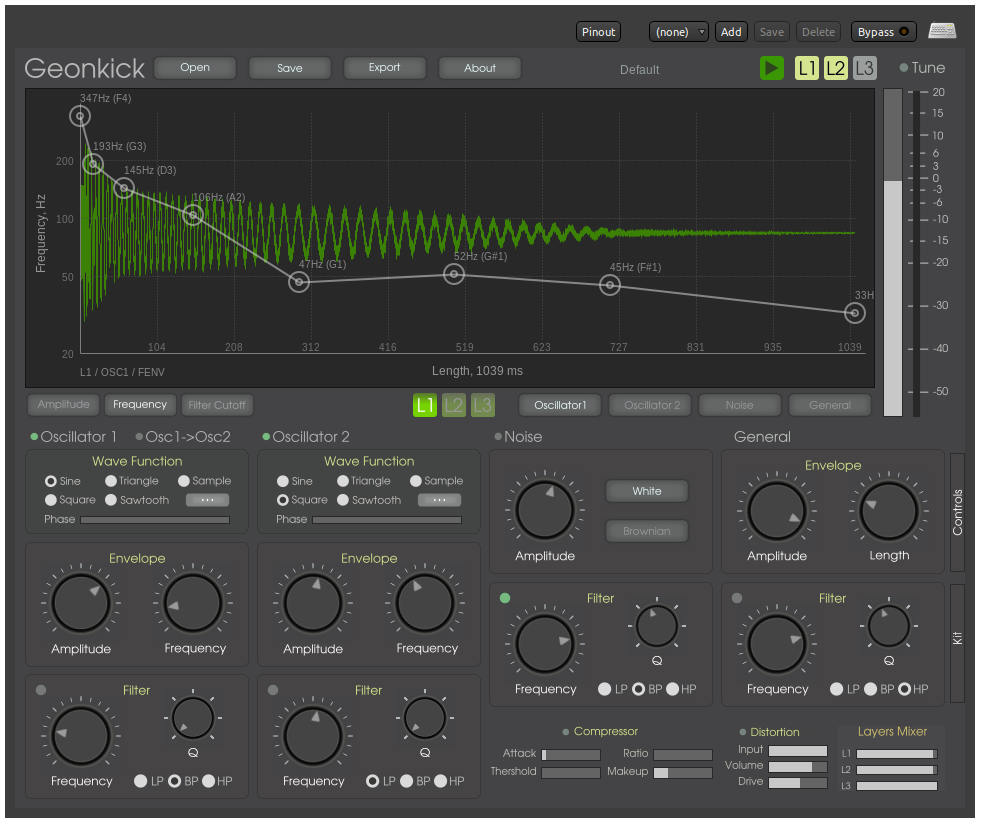 Pinout (none) Add Save Delete Bypass
Geonkick Open Save Export About Default L1 L2 L3 Tune
347Hz (F4)
193Hz (G3)
145Hz (D3)
106Hz (A2)
47Hz (G1)
52Hz (G#1)
45Hz (F#1)
33H
Frequency, Hz
200
100
50
20
104 208 312 416 519 623 727 831 935 1039
L1 / OSC1 / FENV
Length, 1039 ms
20
15
10
6
3
0
-3
-6
-10
-15
-20
-30
-40
-50
Amplitude Frequency Filter Cutoff L1 L2 L3 Oscillator1 Oscillator 2 Noise General
Oscillator 1 Osc1->Osc2
Wave Function
Sine Triangle Sample
Square Sawtooth ...
Phase
Envelope
Amplitude Frequency
Filter
Q
Frequency LP BP HP
Oscillator 2
Wave Function
Sine Triangle Sample
Square Sawtooth ...
Phase
Envelope
Amplitude Frequency
Filter
Q
Frequency LP BP HP
Noise
White
Brownian
Amplitude
Filter
Q
Frequency LP BP HP
General
Envelope
Amplitude Length
Filter
Q
Frequency LP BP HP
Controls
Kit
Compressor
Attack Ratio
Thershold Makeup
Distortion
Input
Volume
Drive
Layers Mixer
L1
L2
L3